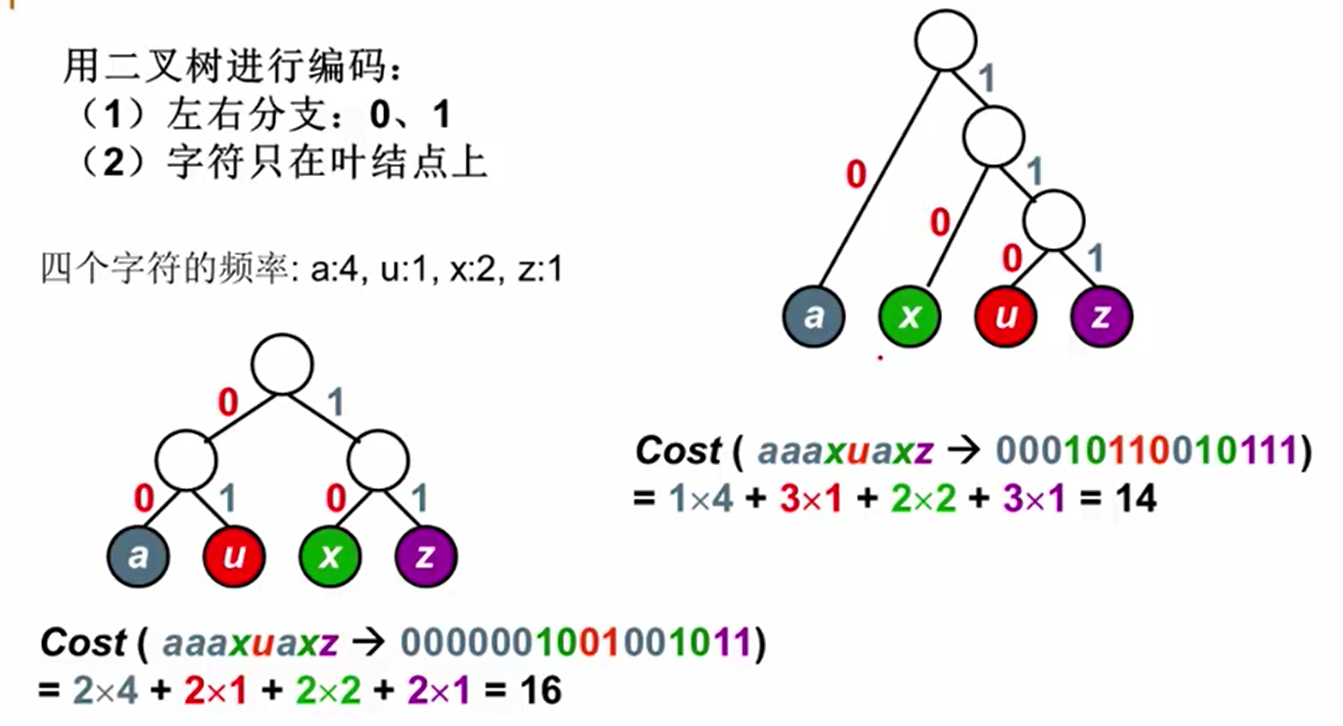 用二叉树进行编码：
（1）左右分支：0、1
（2）字符只在叶结点上
四个字符的频率: a:4, u:1, x:2, z:1
0 1
0 1 0 1
a u x z
Cost ( aaaxuaxz → 0000001001001011)
= 2×4 + 2×1 + 2×2 + 2×1 = 16
1
0 1
0 0 1
a x u z
Cost ( aaaxuaxz → 00010110010111)
= 1×4 + 3×1 + 2×2 + 3×1 = 14